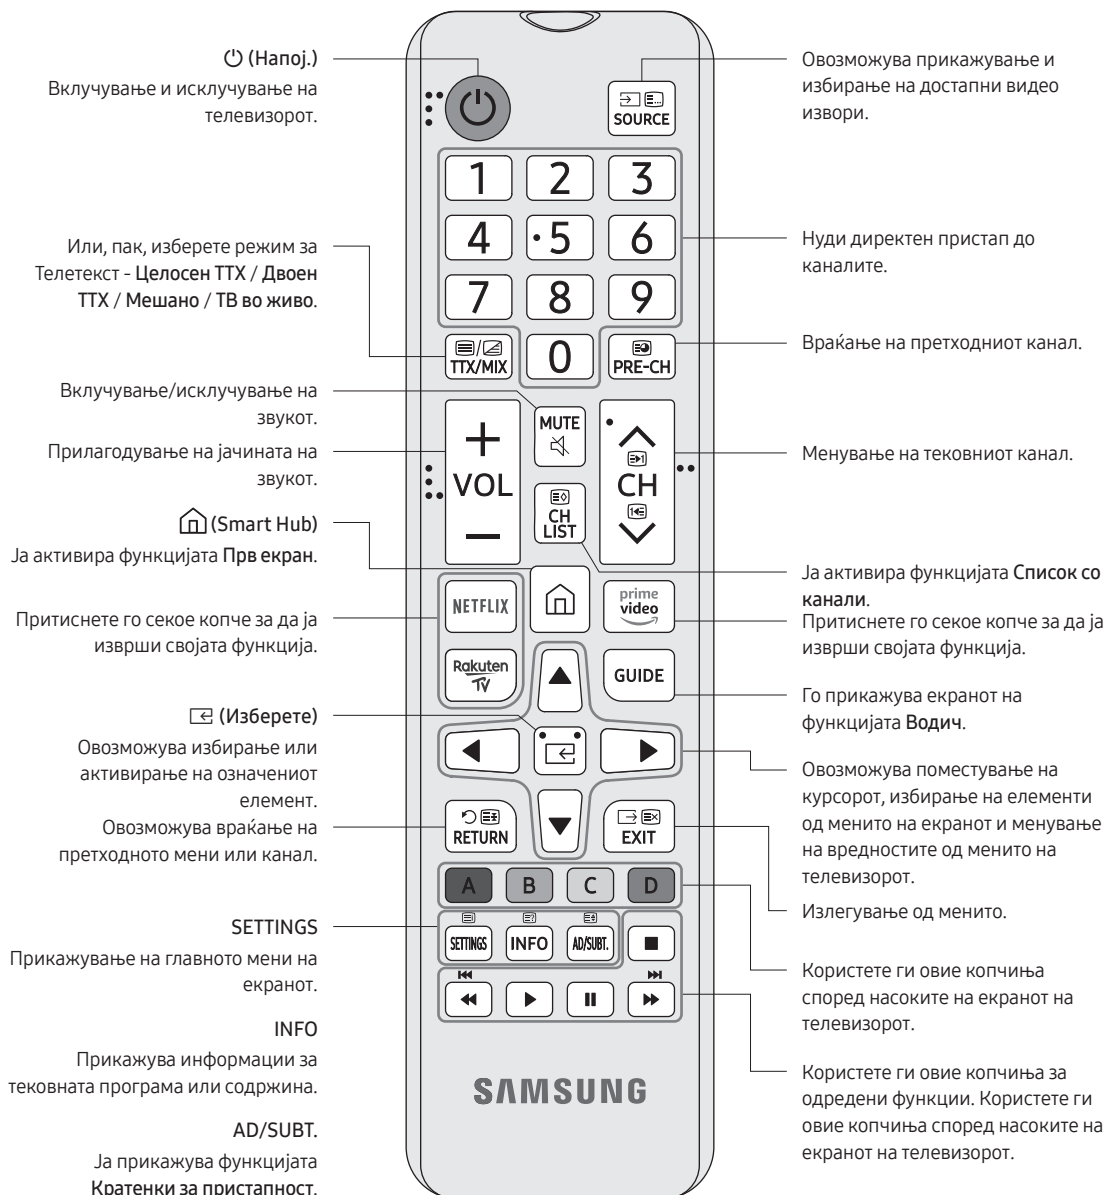 (Напој.)
Вклучување и исклучување на
телевизорот.
Или, пак, изберете режим за
Телетекст - Целосен TTX / Двоен
TTX / Мешано / ТВ во живо.
Вклучување/исклучување на
звукот.
Прилагодување на јачината на
звукот.
(Smart Hub)
Ја активира функцијата Прв екран.
Притиснете го секое копче за да ја
изврши својата функција.
(Изберете)
Овозможува избирање или
активирање на означениот
елемент.
Овозможува враќање на
претходното мени или канал.
SETTINGS
Прикажување на главното мени на
екранот.
INFO
Прикажува информации за
тековната програма или содржина.
AD/SUBT.
Ја прикажува функцијата
Кратенки за пристапност.
SOURCE
1 2 3
4 5 6
7 8 9
TTX/MIX 0 PRE-CH
VOL
MUTE
CH
CH
LIST
NETFLIX
prime
video
Rakuten
TV
GUIDE
RETURN
EXIT
A B C D
SETTINGS INFO AD/SUBT.
SAMSUNG
Овозможува прикажување и
избирање на достапни видео
извори.
Нуди директен пристап до
каналите.
Враќање на претходниот канал.
Менување на тековниот канал.
Ја активира функцијата Список со
канали.
Притиснете го секое копче за да ја
изврши својата функција.
Го прикажува екранот на
функцијата Водич.
Овозможува поместување на
курсорот, избирање на елементи
од менито на екранот и менување
на вредностите од менито на
телевизорот.
Излегување од менито.
Користете ги овие копчиња
според насоките на екранот на
телевизорот.
Користете ги овие копчиња за
одредени функции. Користете ги
овие копчиња според насоките на
екранот на телевизорот.